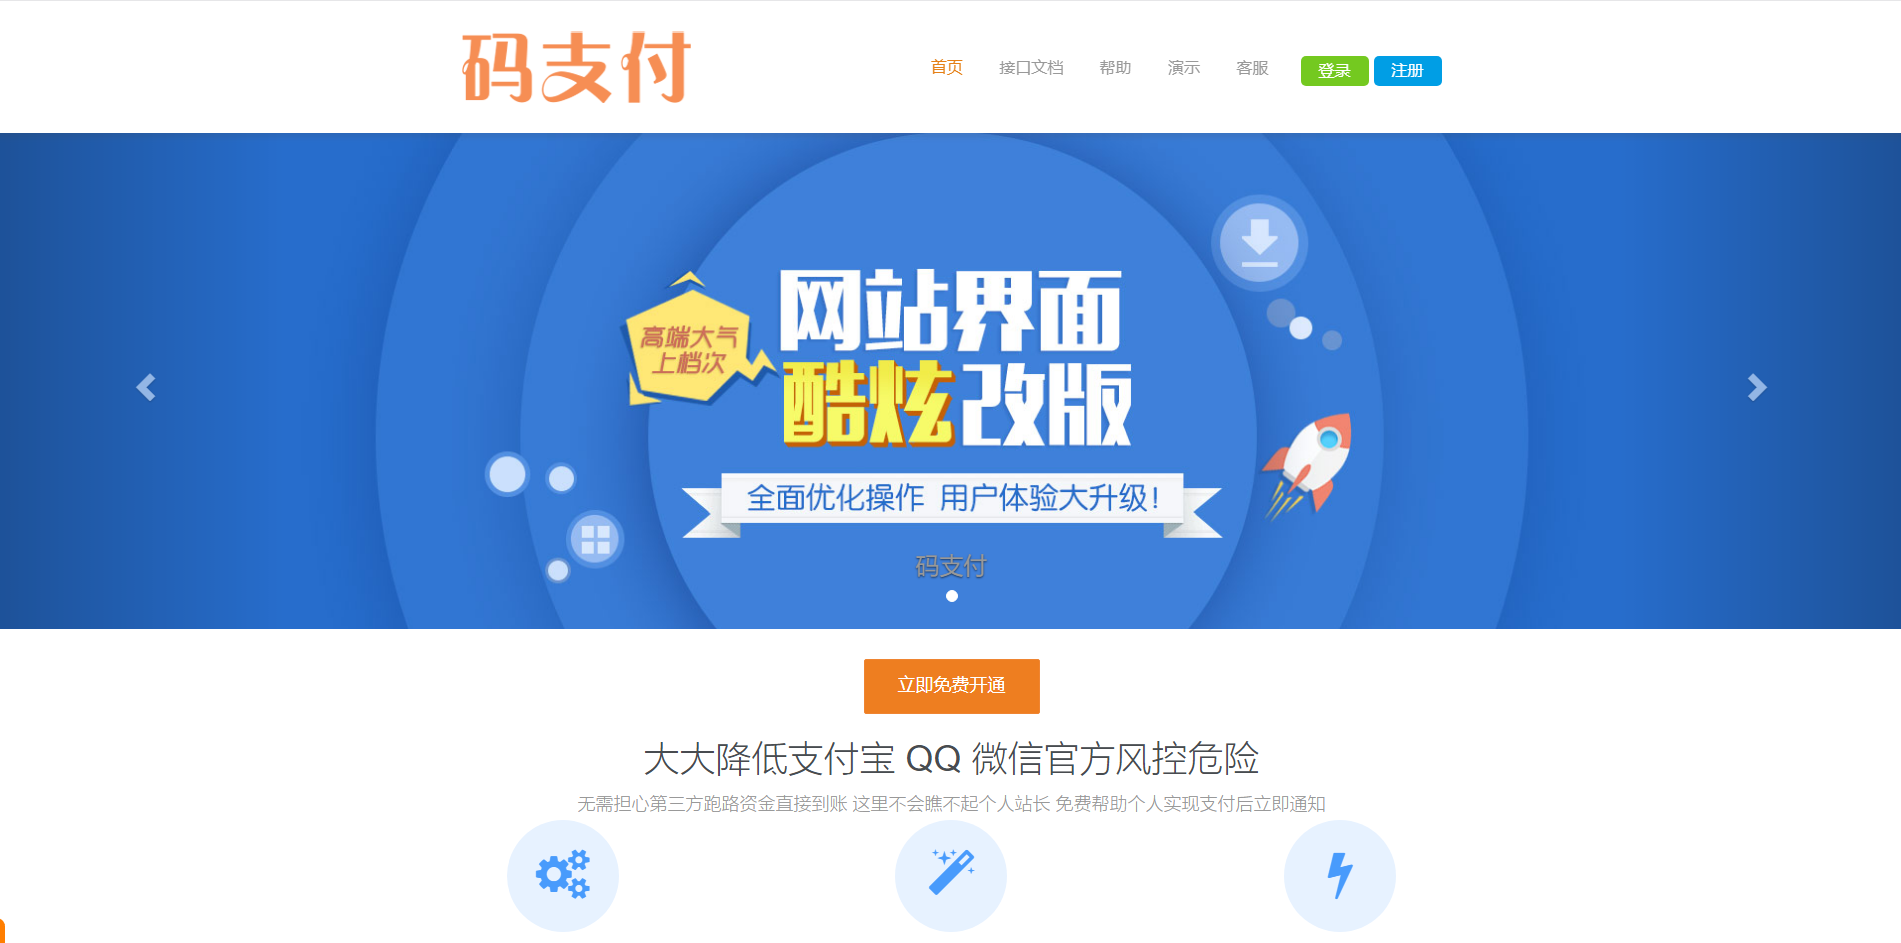 码支付
首页 接口文档 帮助 演示 客服 登录 注册
高端大气
上档次
网站界面
酷炫改版
全面优化操作 用户体验大升级!
码支付
立即免费开通
大大降低支付宝 QQ 微信官方风控危险
无需担心第三方跑路资金直接到账 这里不会瞧不起个人站长 免费帮助个人实现支付后立即通知